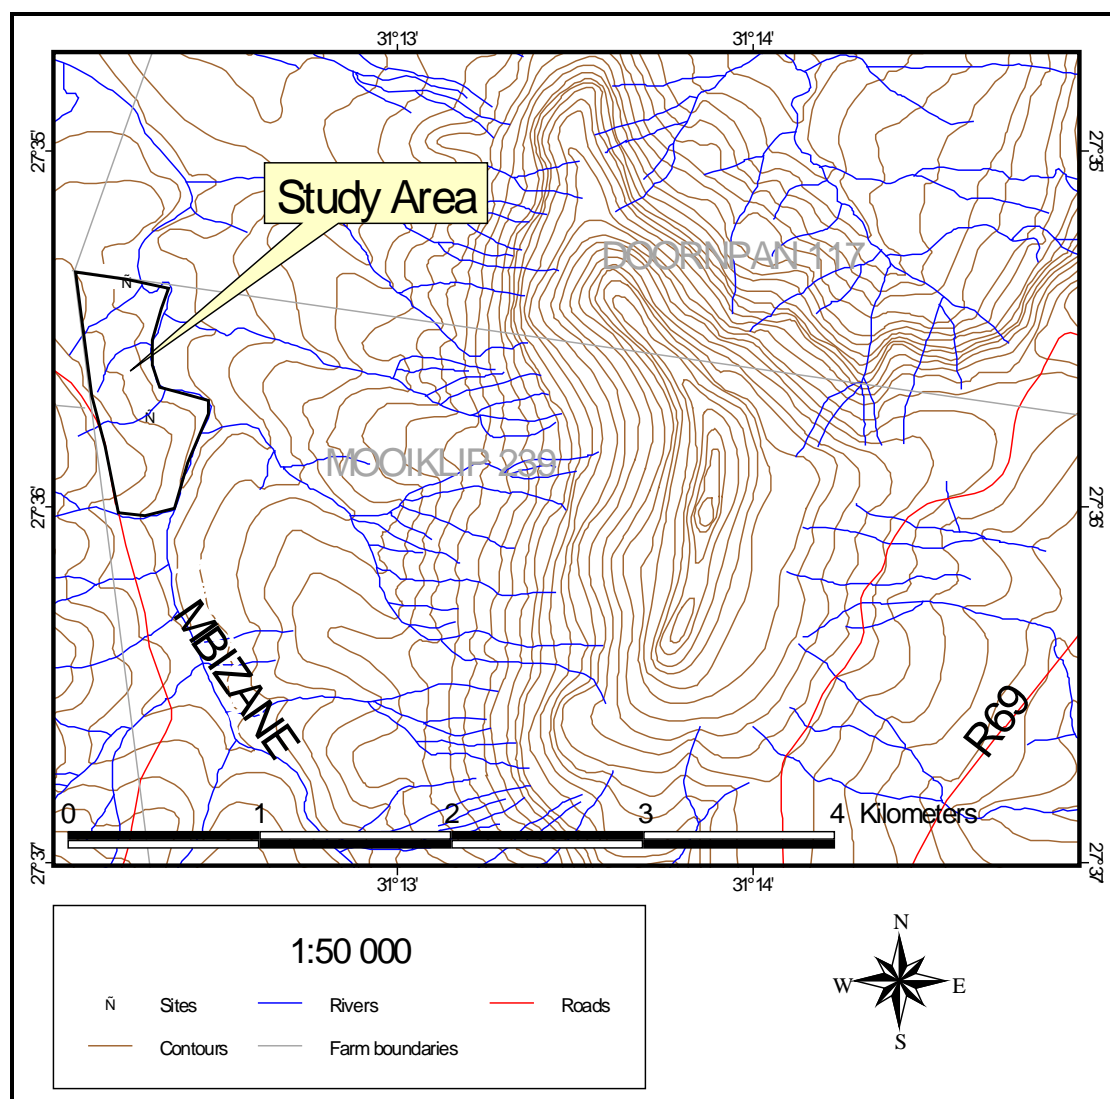 31°13' 31°14'
27°35' 27°35'
Study Area
DOORNPAN 117
Ñ
Ñ
MOOIKLIP 239
27°36' 27°36'
MBIZANE
R69
0 1 2 3 4 Kilometers
27°37' 27°37'
31°13' 31°14'
1:50 000
Ñ Sites Rivers Roads
Contours Farm boundaries
N
W E
S